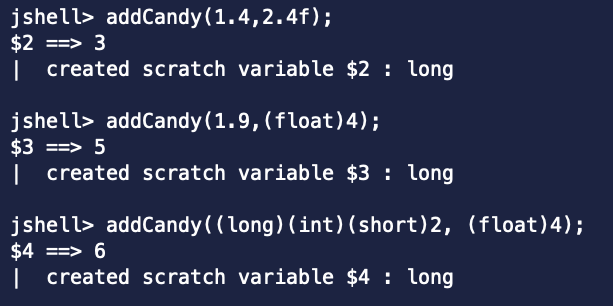 jshell> addCandy(1.4,2.4f);
$2 ==> 3
|  created scratch variable $2 : long
jshell> addCandy(1.9,(float)4);
$3 ==> 5
|  created scratch variable $3 : long
jshell> addCandy((long)(int)(short)2, (float)4);
$4 ==> 6
|  created scratch variable $4 : long